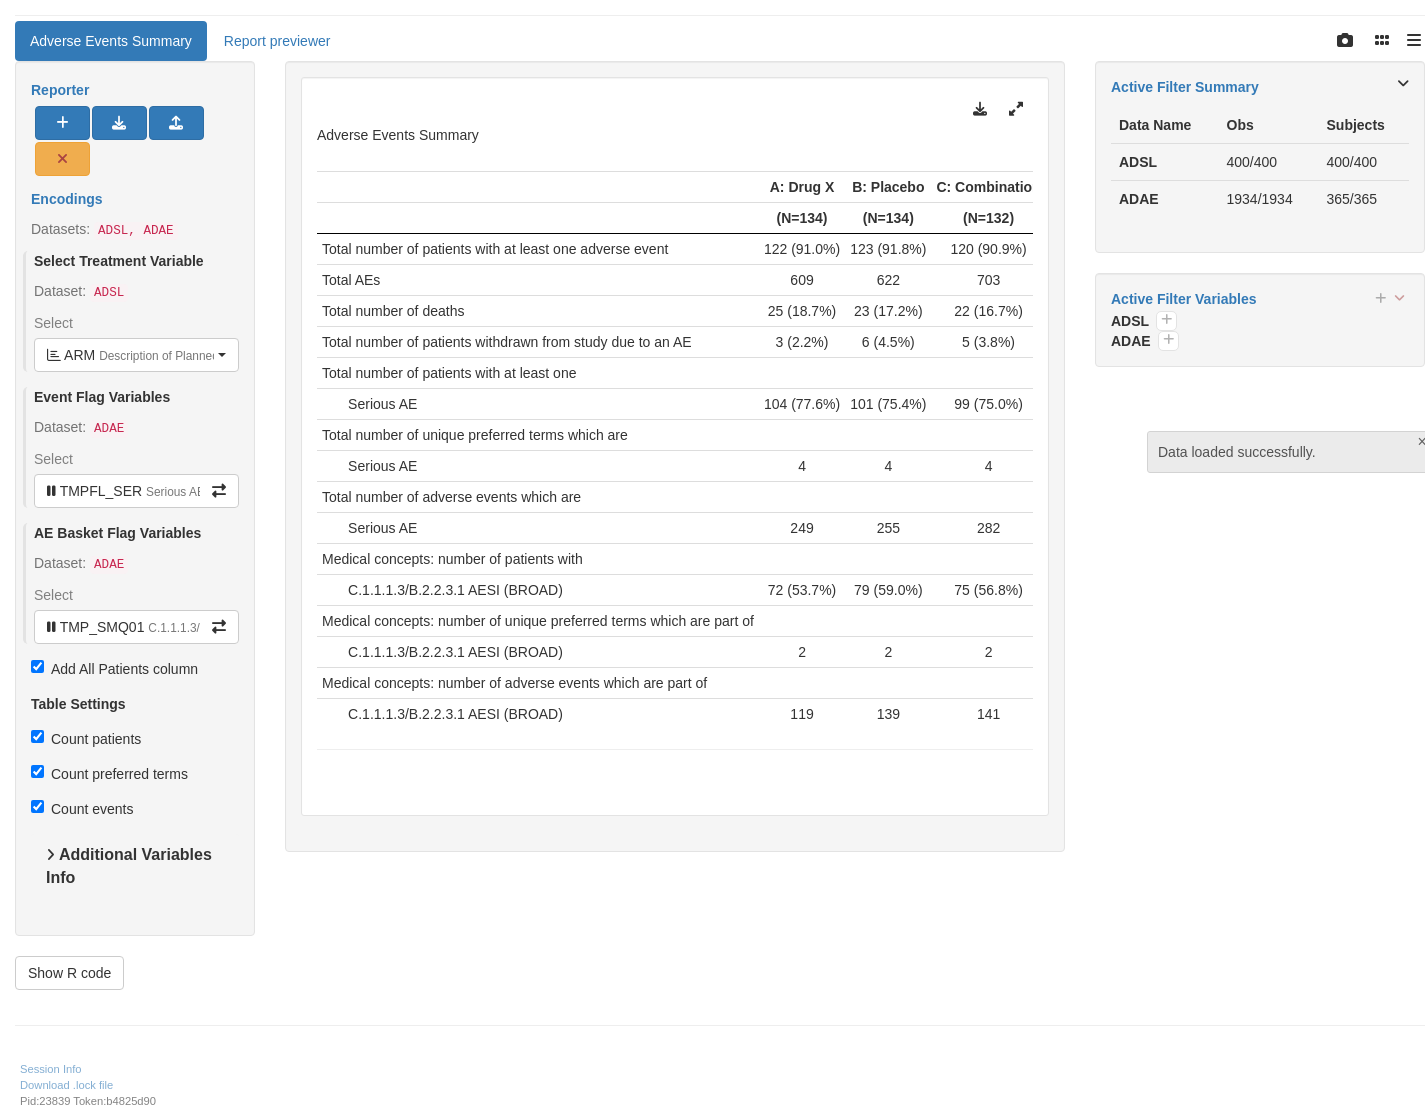 Adverse Events Summary
Report previewer
Reporter
Encodings
Datasets: ADSL, ADAE
Select Treatment Variable
Dataset: ADSL
Select
ARM Description of Planned
Event Flag Variables
Dataset: ADAE
Select
TMPFL_SER Serious AE
AE Basket Flag Variables
Dataset: ADAE
Select
TMP_SMQ01 C.1.1.1.3/
Add All Patients column
Table Settings
Count patients
Count preferred terms
Count events
Additional Variables
Info
Show R code
Adverse Events Summary
A: Drug X B: Placebo C: Combinatio
(N=134) (N=134) (N=132)
Total number of patients with at least one adverse event 122 (91.0%) 123 (91.8%) 120 (90.9%)
Total AEs 609 622 703
Total number of deaths 25 (18.7%) 23 (17.2%) 22 (16.7%)
Total number of patients withdrawn from study due to an AE 3 (2.2%) 6 (4.5%) 5 (3.8%)
Total number of patients with at least one
Serious AE 104 (77.6%) 101 (75.4%) 99 (75.0%)
Total number of unique preferred terms which are
Serious AE 4 4 4
Total number of adverse events which are
Serious AE 249 255 282
Medical concepts: number of patients with
C.1.1.1.3/B.2.2.3.1 AESI (BROAD) 72 (53.7%) 79 (59.0%) 75 (56.8%)
Medical concepts: number of unique preferred terms which are part of
C.1.1.1.3/B.2.2.3.1 AESI (BROAD) 2 2 2
Medical concepts: number of adverse events which are part of
C.1.1.1.3/B.2.2.3.1 AESI (BROAD) 119 139 141
Active Filter Summary
Data Name Obs Subjects
ADSL 400/400 400/400
ADAE 1934/1934 365/365
Active Filter Variables
ADSL
ADAE
Data loaded successfully.
Session Info
Download .lock file
Pid:23839 Token:b4825d90